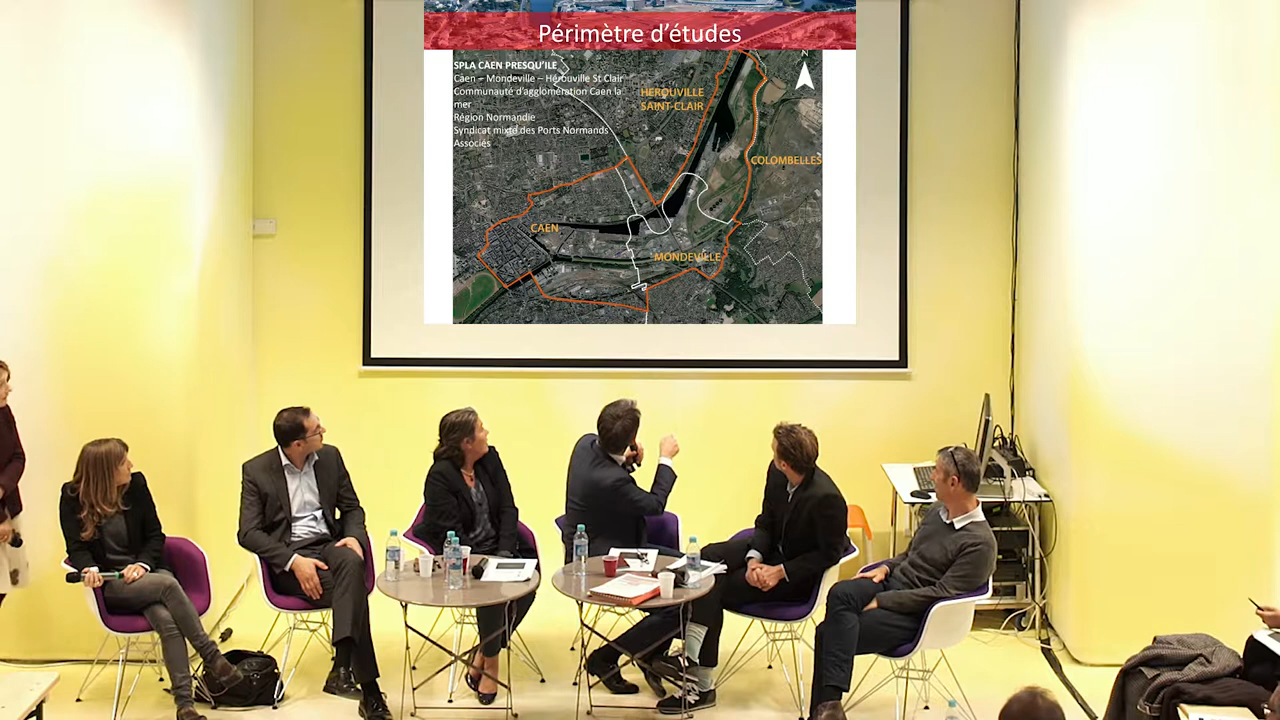 Périmètre d'études
SPLA CAEN PRESQU'ILE
Caen – Mondeville – Hérouville St Clair
Communauté d'agglomération Caen la
mer
Région Normandie
Syndicat mixte des Ports Normands
Associés
N
HEROUVILLE
SAINT-CLAIR
COLOMBELLES
CAEN
MONDEVILLE